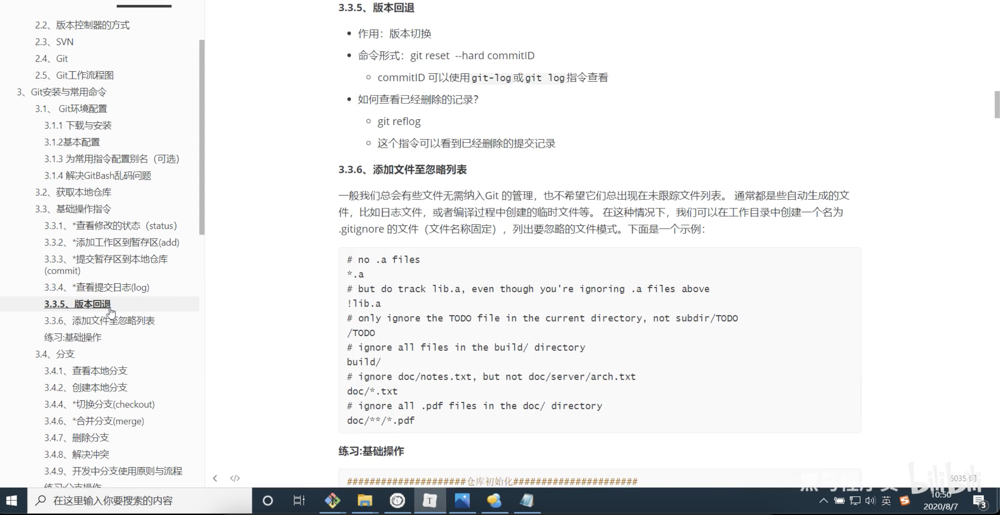 2.2、版本控制器的方式
2.3、SVN
2.4、Git
2.5、Git工作流程图
3、Git安装与常用命令
3.1、 Git环境配置
3.1.1 下载与安装
3.1.2基本配置
3.1.3 为常用指令配置别名（可选）
3.1.4 解决GitBash乱码问题
3.2、获取本地仓库
3.3、基础操作指令
3.3.1、*查看修改的状态（status）
3.3.2、*添加工作区到暂存区(add)
3.3.3、*提交暂存区到本地仓库
(commit)
3.3.4、*查看提交日志(log)
3.3.5、版本回退
3.3.6、添加文件至忽略列表
练习:基础操作
3.4、分支
3.4.1、查看本地分支
3.4.2、创建本地分支
3.4.4、*切换分支(checkout)
3.4.6、*合并分支(merge)
3.4.7、删除分支
3.4.8、解决冲突
3.4.9、开发中分支使用原则与流程
练习:分支操作
3.3.5、版本回退
作用：版本切换
命令形式：git reset --hard commitID
commitID 可以使用git-log或git log指令查看
如何查看已经删除的记录？
git reflog
这个指令可以看到已经删除的提交记录
3.3.6、添加文件至忽略列表
一般我们总会有些文件无需纳入Git 的管理，也不希望它们总出现在未跟踪文件列表。 通常都是些自动生成的文
件，比如日志文件，或者编译过程中创建的临时文件等。 在这种情况下，我们可以在工作目录中创建一个名为
.gitignore 的文件（文件名称固定），列出要忽略的文件模式。下面是一个示例：
# no .a files
*.a
# but do track lib.a, even though you're ignoring .a files above
!lib.a
# only ignore the TODO file in the current directory, not subdir/TODO
/TODO
# ignore all files in the build/ directory
build/
# ignore doc/notes.txt, but not doc/server/arch.txt
doc/*.txt
# ignore all .pdf files in the doc/ directory
doc/**/*.pdf
练习:基础操作
#####################仓库初始化######################
6035 词
黑马程序员
bilibili
在这里输入你要搜索的内容
英
10:50
2020/8/7
3